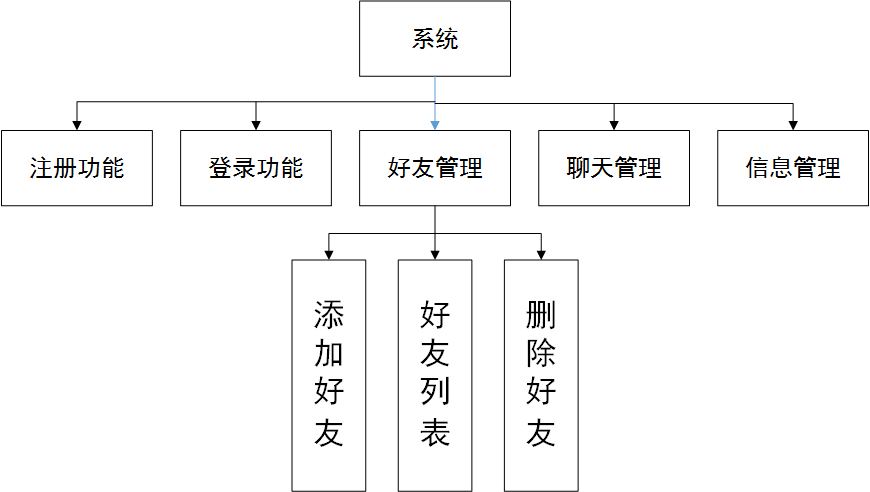 系统
注册功能
登录功能
好友管理
聊天管理
信息管理
添加好友
好友列表
删除好友